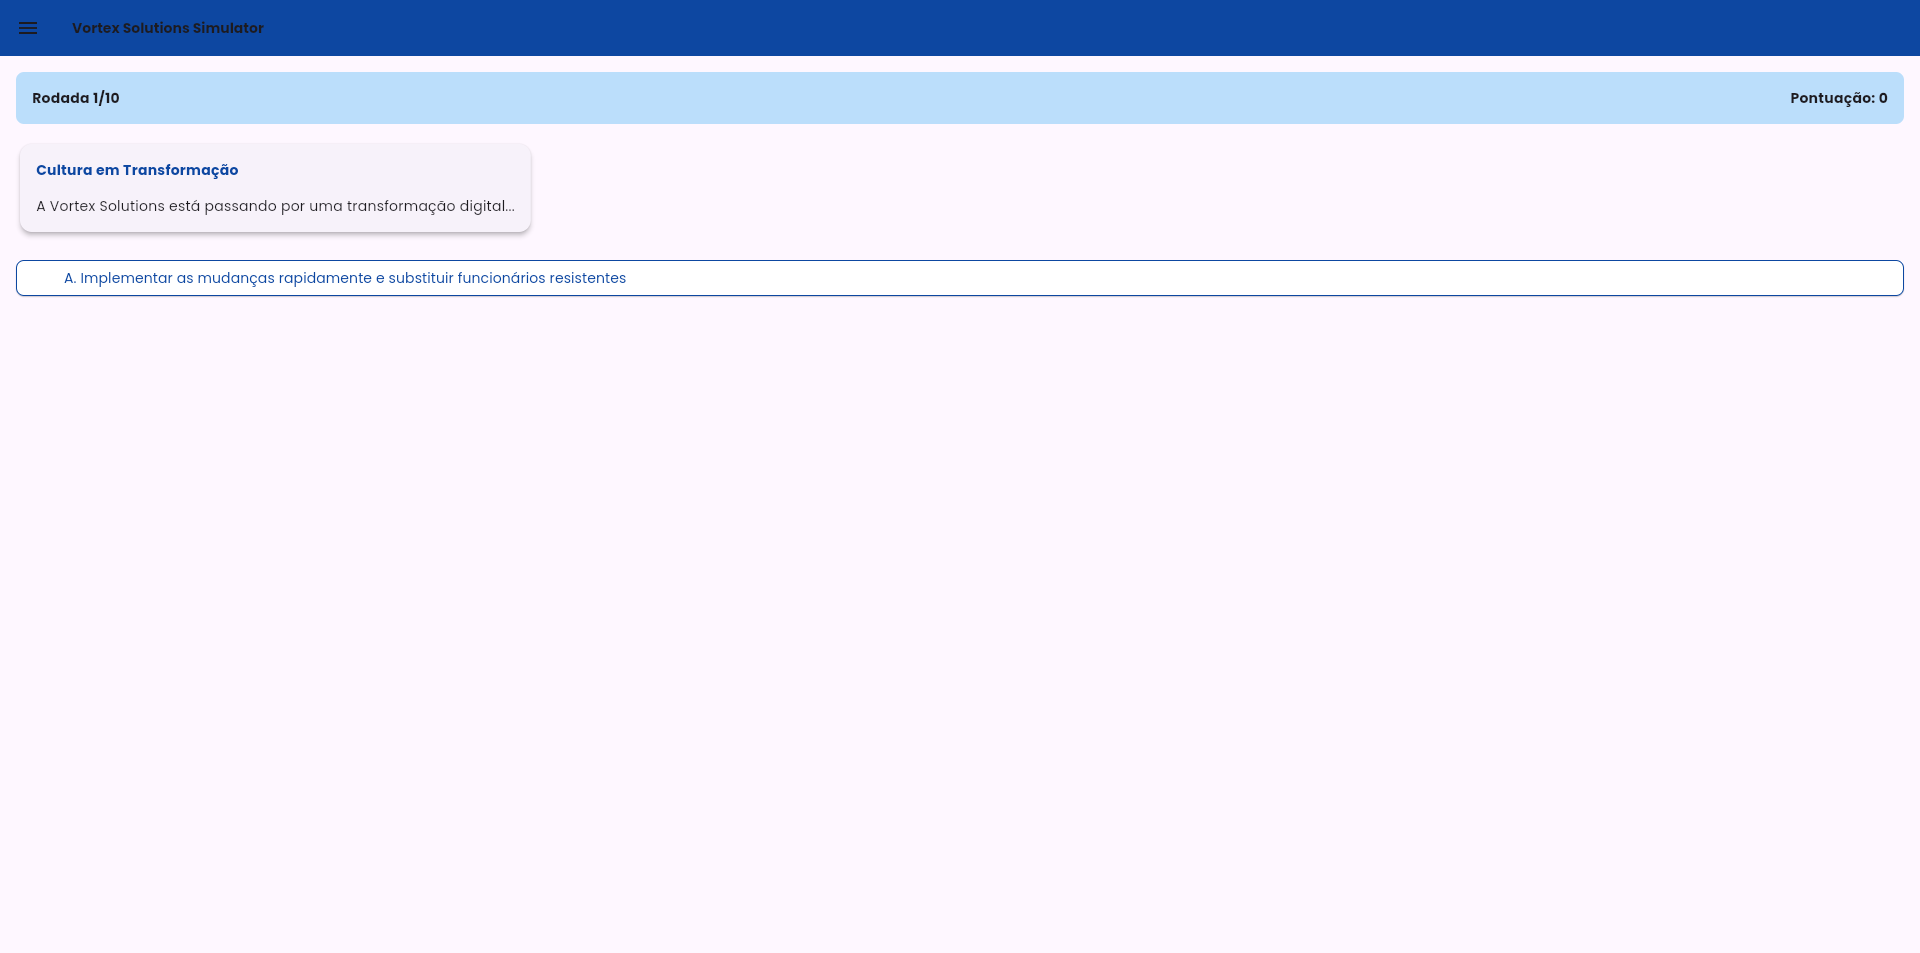 Vortex Solutions Simulator
Rodada 1/10
Pontuação: 0
Cultura em Transformação
A Vortex Solutions está passando por uma transformação digital...
A. Implementar as mudanças rapidamente e substituir funcionários resistentes